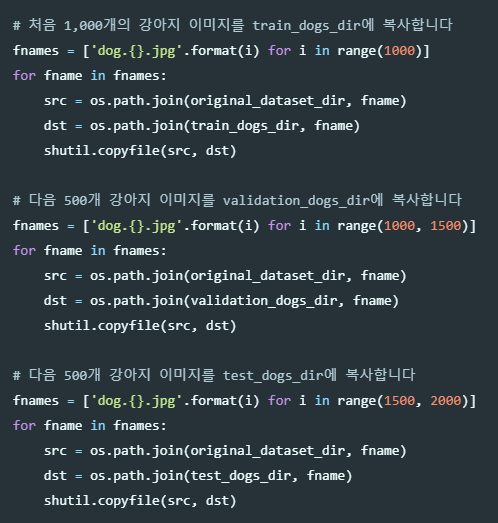 # 처음 1,000개의 강아지 이미지를 train_dogs_dir에 복사합니다
fnames = ['dog.{}.jpg'.format(i) for i in range(1000)]
for fname in fnames:
    src = os.path.join(original_dataset_dir, fname)
    dst = os.path.join(train_dogs_dir, fname)
    shutil.copyfile(src, dst)

# 다음 500개 강아지 이미지를 validation_dogs_dir에 복사합니다
fnames = ['dog.{}.jpg'.format(i) for i in range(1000, 1500)]
for fname in fnames:
    src = os.path.join(original_dataset_dir, fname)
    dst = os.path.join(validation_dogs_dir, fname)
    shutil.copyfile(src, dst)

# 다음 500개 강아지 이미지를 test_dogs_dir에 복사합니다
fnames = ['dog.{}.jpg'.format(i) for i in range(1500, 2000)]
for fname in fnames:
    src = os.path.join(original_dataset_dir, fname)
    dst = os.path.join(test_dogs_dir, fname)
    shutil.copyfile(src, dst)